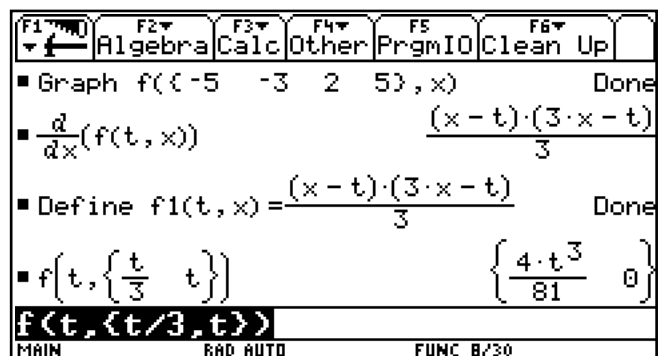 F1 F2 Algebra F3 Calc F4 Other F5 PrgmIO F6 Clean Up
▪ Graph f({-5 -3 2 5},x) Done
▪ d/dx(f(t,x)) (x - t)·(3·x - t)/3
▪ Define f1(t,x)=(x - t)·(3·x - t)/3 Done
▪ f(t,{t/3 t}) {4·t³/81 0}
f(t,{t/3,t})
MAIN RAD AUTO FUNC 8/30